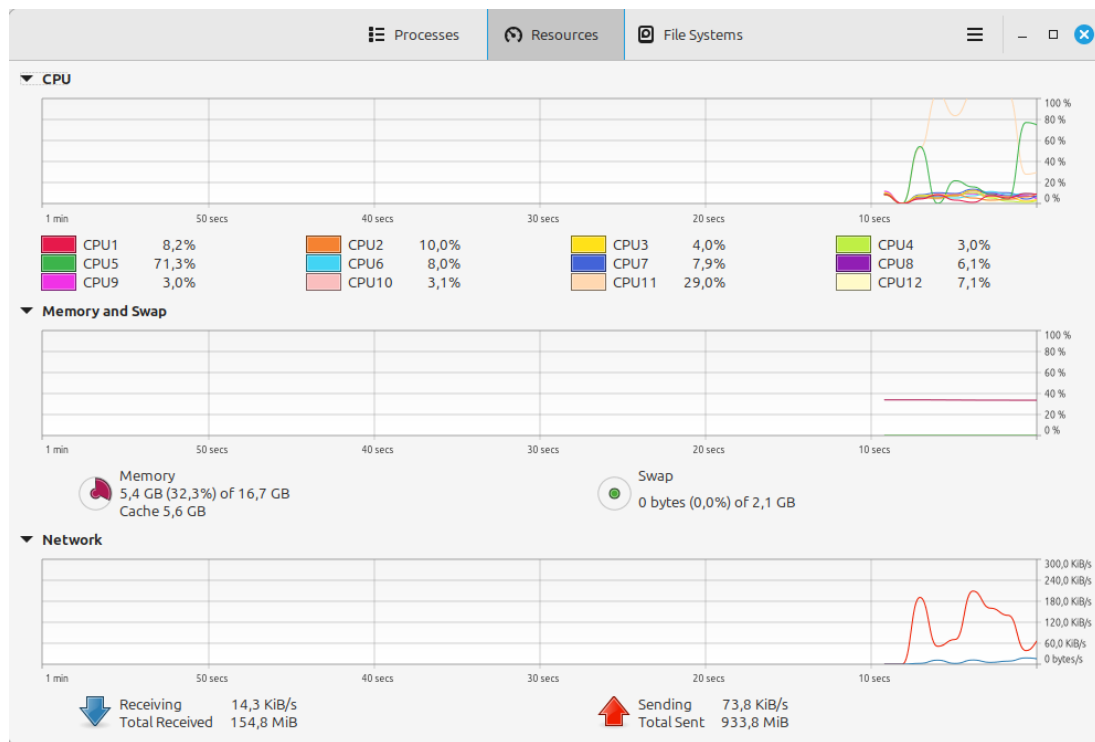 Processes Resources File Systems
CPU
100 %
80 %
60 %
40 %
20 %
0 %
1 min 50 secs 40 secs 30 secs 20 secs 10 secs
CPU1 8,2% CPU2 10,0% CPU3 4,0% CPU4 3,0%
CPU5 71,3% CPU6 8,0% CPU7 7,9% CPU8 6,1%
CPU9 3,0% CPU10 3,1% CPU11 29,0% CPU12 7,1%
Memory and Swap
100 %
80 %
60 %
40 %
20 %
0 %
1 min 50 secs 40 secs 30 secs 20 secs 10 secs
Memory
5,4 GB (32,3%) of 16,7 GB
Cache 5,6 GB
Swap
0 bytes (0,0%) of 2,1 GB
Network
300,0 KiB/s
240,0 KiB/s
180,0 KiB/s
120,0 KiB/s
60,0 KiB/s
0 bytes/s
1 min 50 secs 40 secs 30 secs 20 secs 10 secs
Receiving 14,3 KiB/s
Total Received 154,8 MiB
Sending 73,8 KiB/s
Total Sent 933,8 MiB